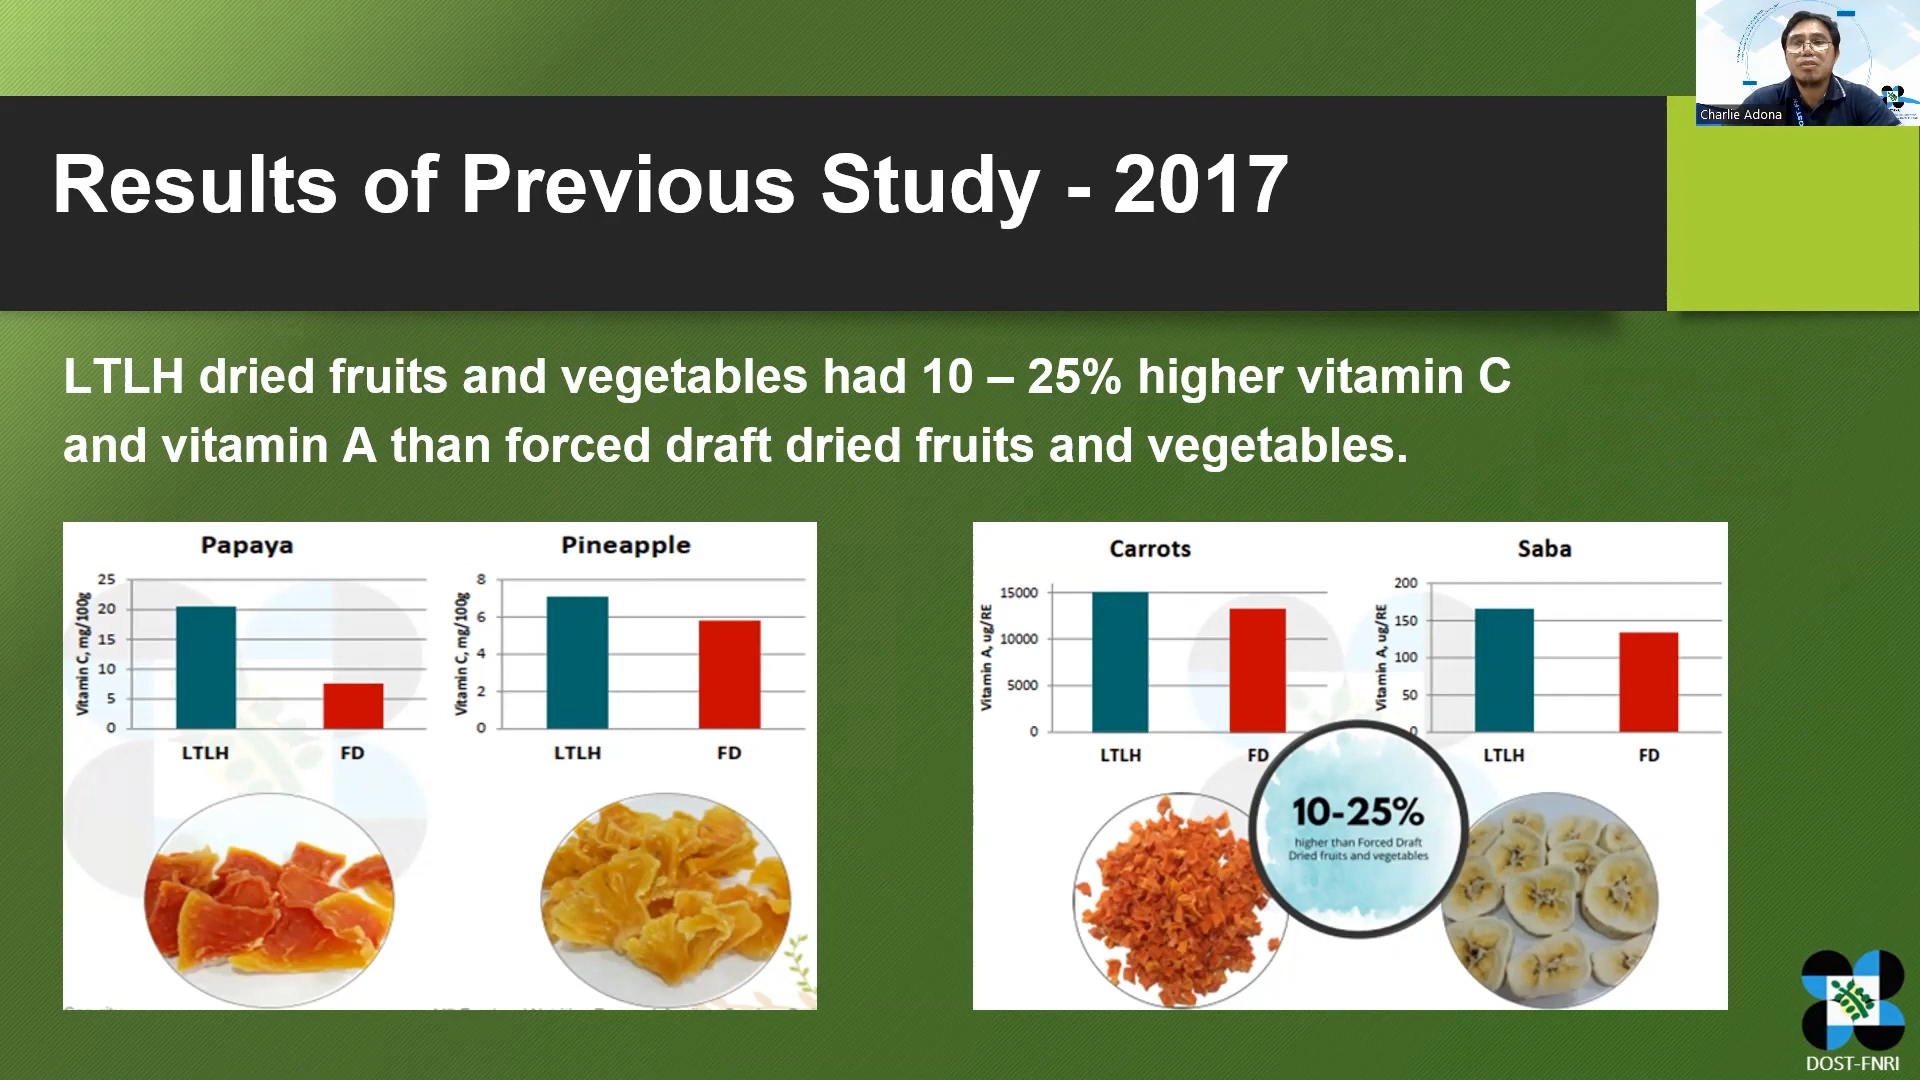 Charlie Adona
Results of Previous Study - 2017
LTLH dried fruits and vegetables had 10 – 25% higher vitamin C
and vitamin A than forced draft dried fruits and vegetables.
Papaya
Vitamin C, mg/100g
25
20
15
10
5
0
LTLH FD
Pineapple
Vitamin C, mg/100g
8
6
4
2
0
LTLH FD
Carrots
Vitamin A, ug/RE
15000
10000
5000
0
LTLH FD
Saba
Vitamin A, ug/RE
200
150
100
50
0
LTLH FD
10-25%
higher than Forced Draft
Dried fruits and vegetables
DOST-FNRI